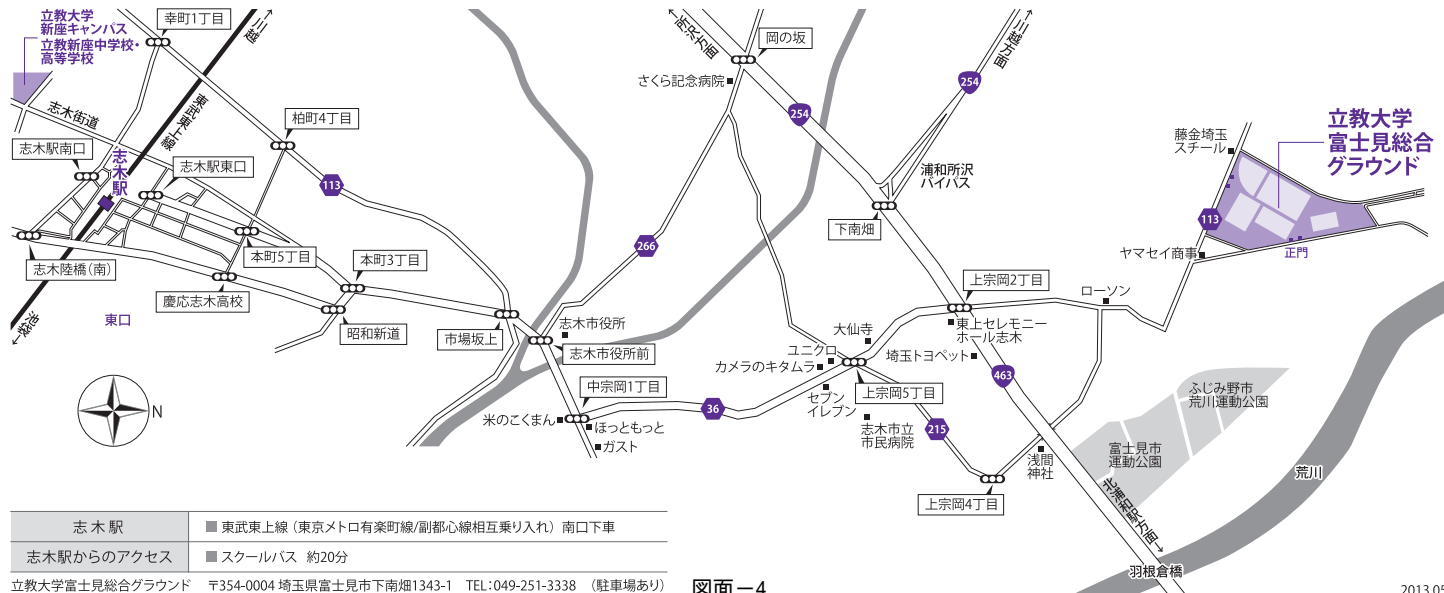 立教大学
新座キャンパス
立教新座中学校・
高等学校
幸町1丁目
→川越
志木街道
東武東上線
志木駅南口
志木駅
志木駅東口
柏町4丁目
113
志木陸橋(南)
本町5丁目
慶応志木高校
本町3丁目
昭和新道
東口
池袋←
N
市場坂上
志木市役所
志木市役所前
266
中宗岡1丁目
米のこくまん
ほっともっと
ガスト
36
←所沢方面
岡の坂
さくら記念病院
254
→川越方面
254
浦和所沢
バイパス
下南畑
上宗岡2丁目
ローソン
大仙寺
東上セレモニー
ホール志木
ユニクロ
カメラのキタムラ
埼玉トヨペット
463
セブン
イレブン
上宗岡5丁目
志木市立
市民病院
215
浅間
神社
上宗岡4丁目
藤金埼玉
スチール
立教大学
富士見総合
グラウンド
113
ヤマセイ商事
正門
ふじみ野市
荒川運動公園
富士見市
運動公園
荒川
北浦和駅方面→
羽根倉橋
志木駅
■東武東上線(東京メトロ有楽町線/副都心線相互乗り入れ) 南口下車
志木駅からのアクセス
■スクールバス 約20分
立教大学富士見総合グラウンド 〒354-0004 埼玉県富士見市下南畑1343-1 TEL:049-251-3338 (駐車場あり)
図面-4
2013.05